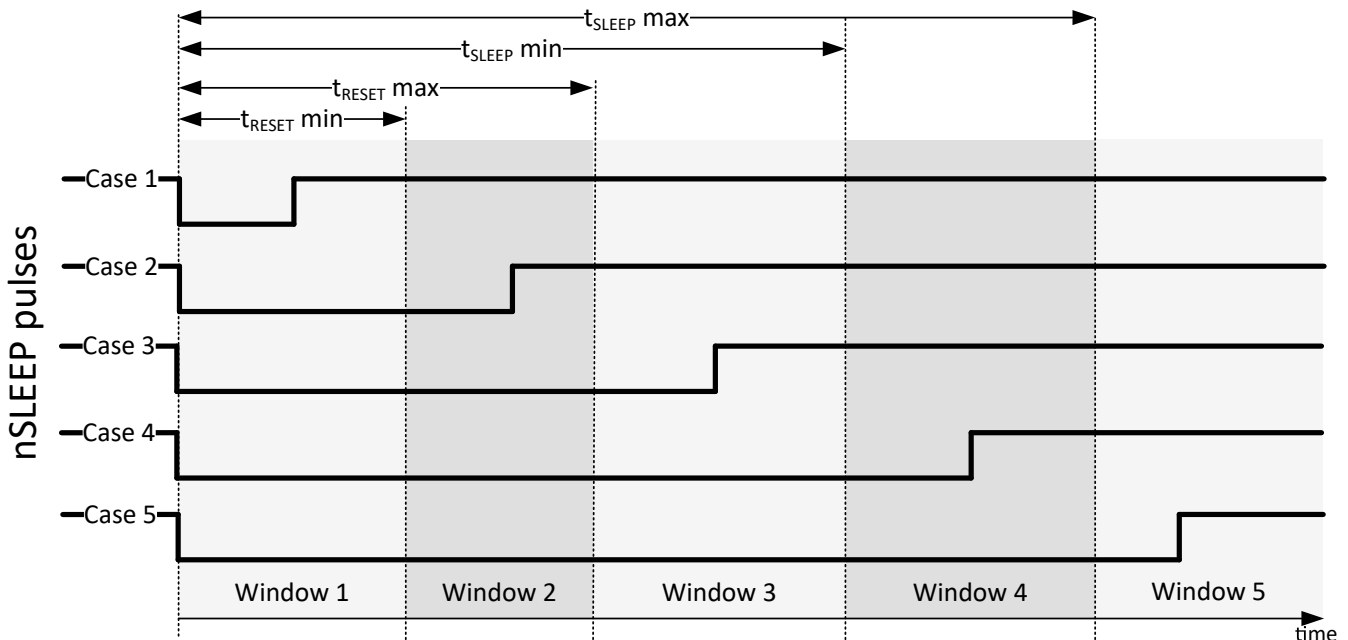 tSLEEP max
tSLEEP min
tRESET max
tRESET min
nSLEEP pulses
Case 1
Case 2
Case 3
Case 4
Case 5
Window 1 Window 2 Window 3 Window 4 Window 5
time